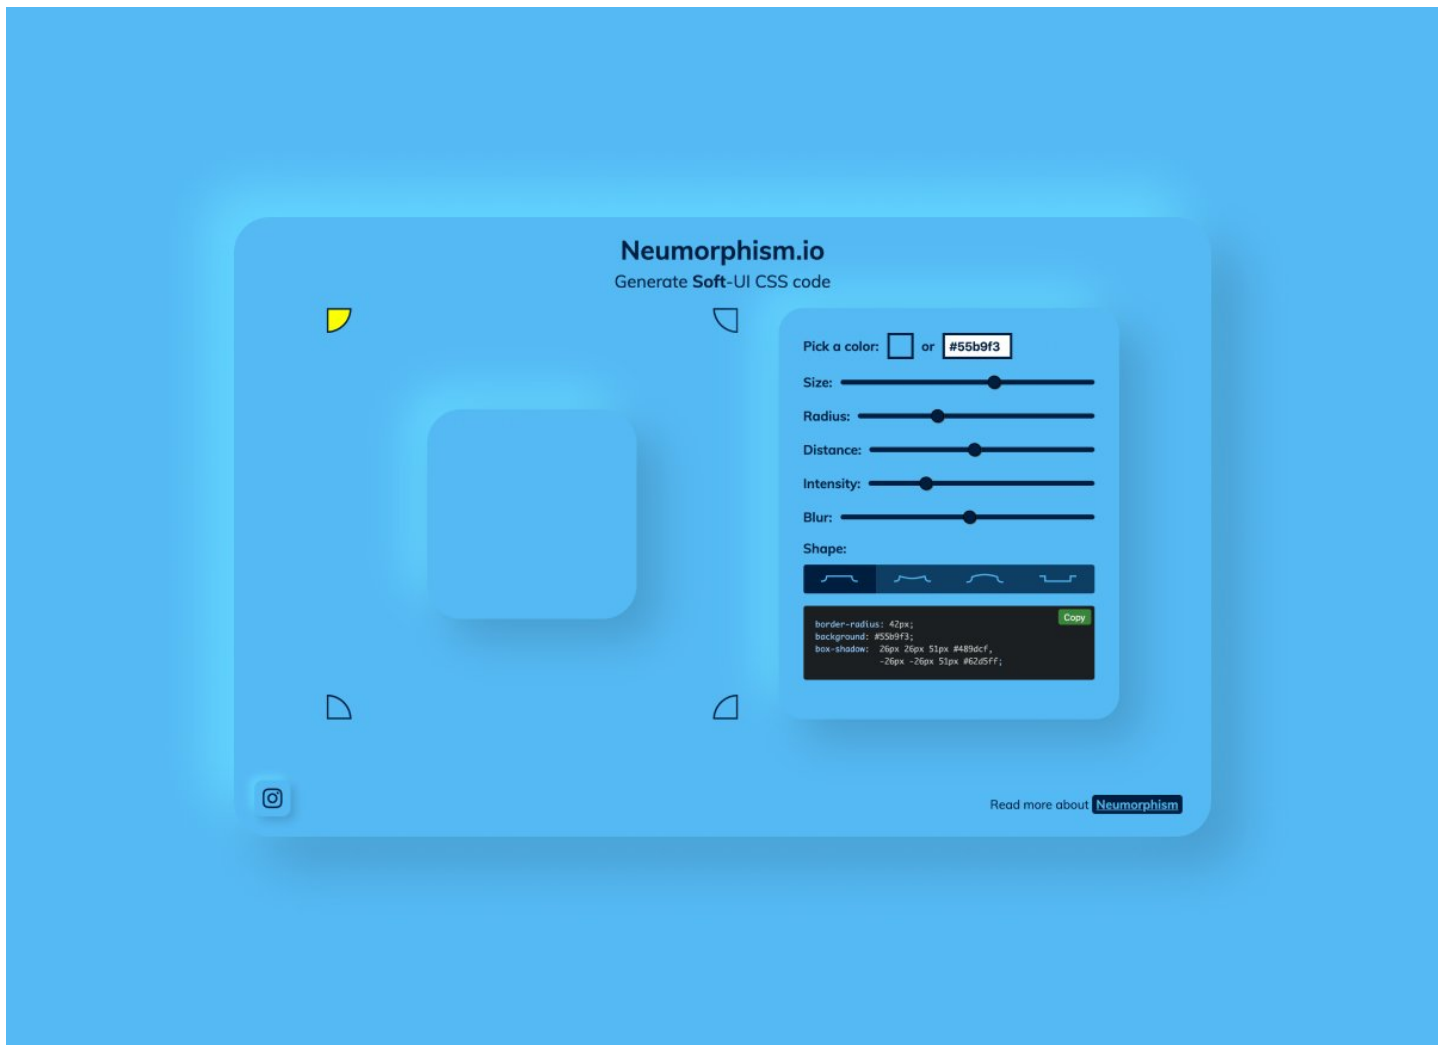 Neumorphism.io
Generate Soft-UI CSS code
Pick a color: or #55b9f3
Size:
Radius:
Distance:
Intensity:
Blur:
Shape:
Copy
border-radius: 42px;
background: #55b9f3;
box-shadow: 26px 26px 51px #489dcf,
-26px -26px 51px #62d5ff;
Read more about Neumorphism